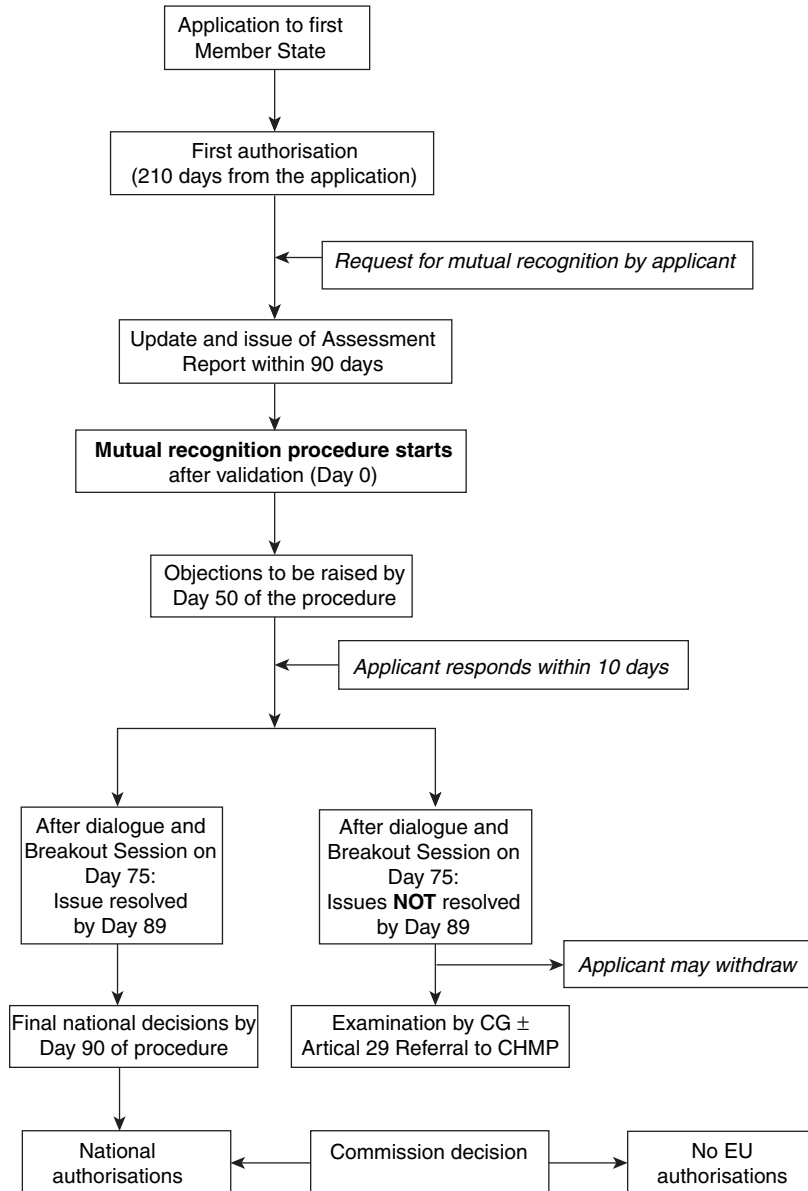 Application to first
Member State
First authorisation
(210 days from the application)
Request for mutual recognition by applicant
Update and issue of Assessment
Report within 90 days
Mutual recognition procedure starts
after validation (Day 0)
Objections to be raised by
Day 50 of the procedure
Applicant responds within 10 days
After dialogue and
Breakout Session on
Day 75:
Issue resolved
by Day 89
After dialogue and
Breakout Session on
Day 75:
Issues NOT resolved
by Day 89
Applicant may withdraw
Final national decisions by
Day 90 of procedure
Examination by CG ±
Artical 29 Referral to CHMP
National
authorisations
Commission decision
No EU
authorisations